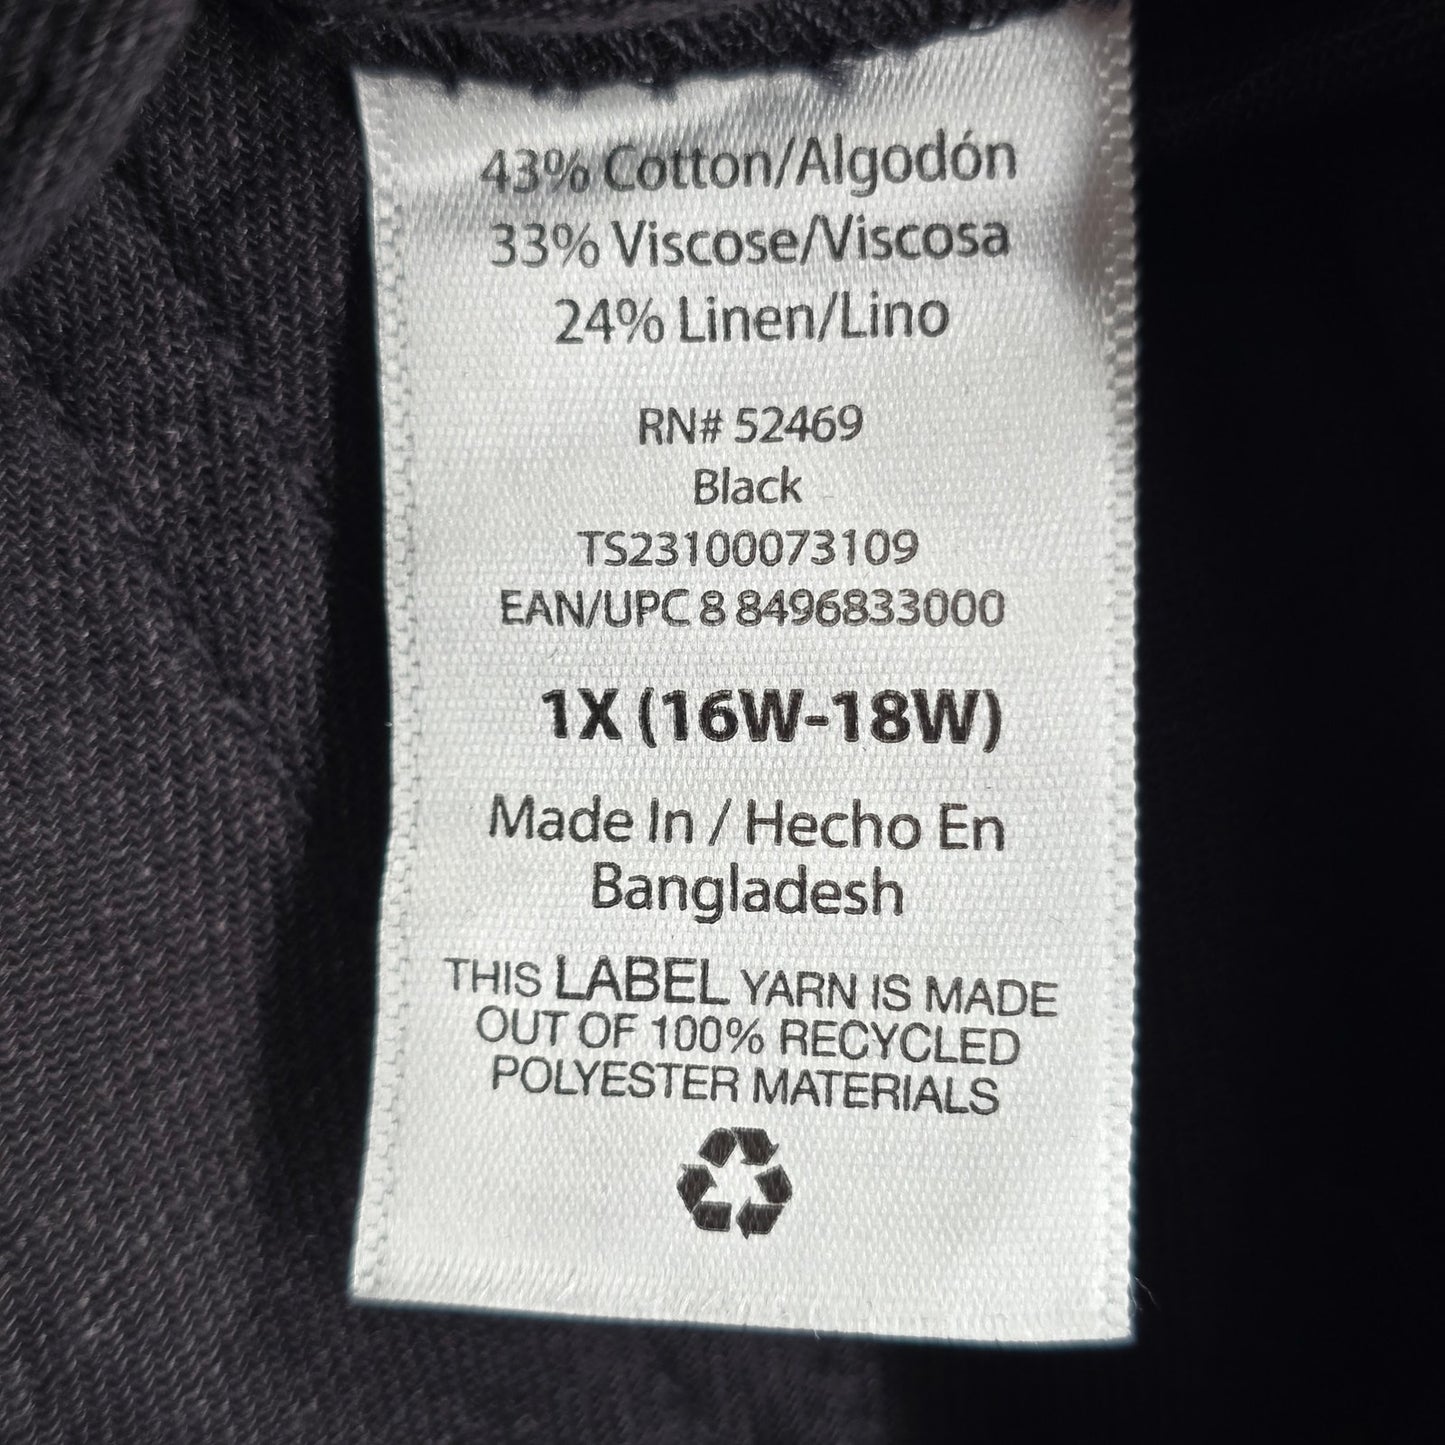 43% Cotton/Algodón
33% Viscose/Viscosa
24% Linen/Lino
RN# 52469
Black
TS23100073109
EAN/UPC 8 8496833000
1X (16W-18W)
Made In / Hecho En
Bangladesh
THIS LABEL YARN IS MADE
OUT OF 100% RECYCLED
POLYESTER MATERIALS